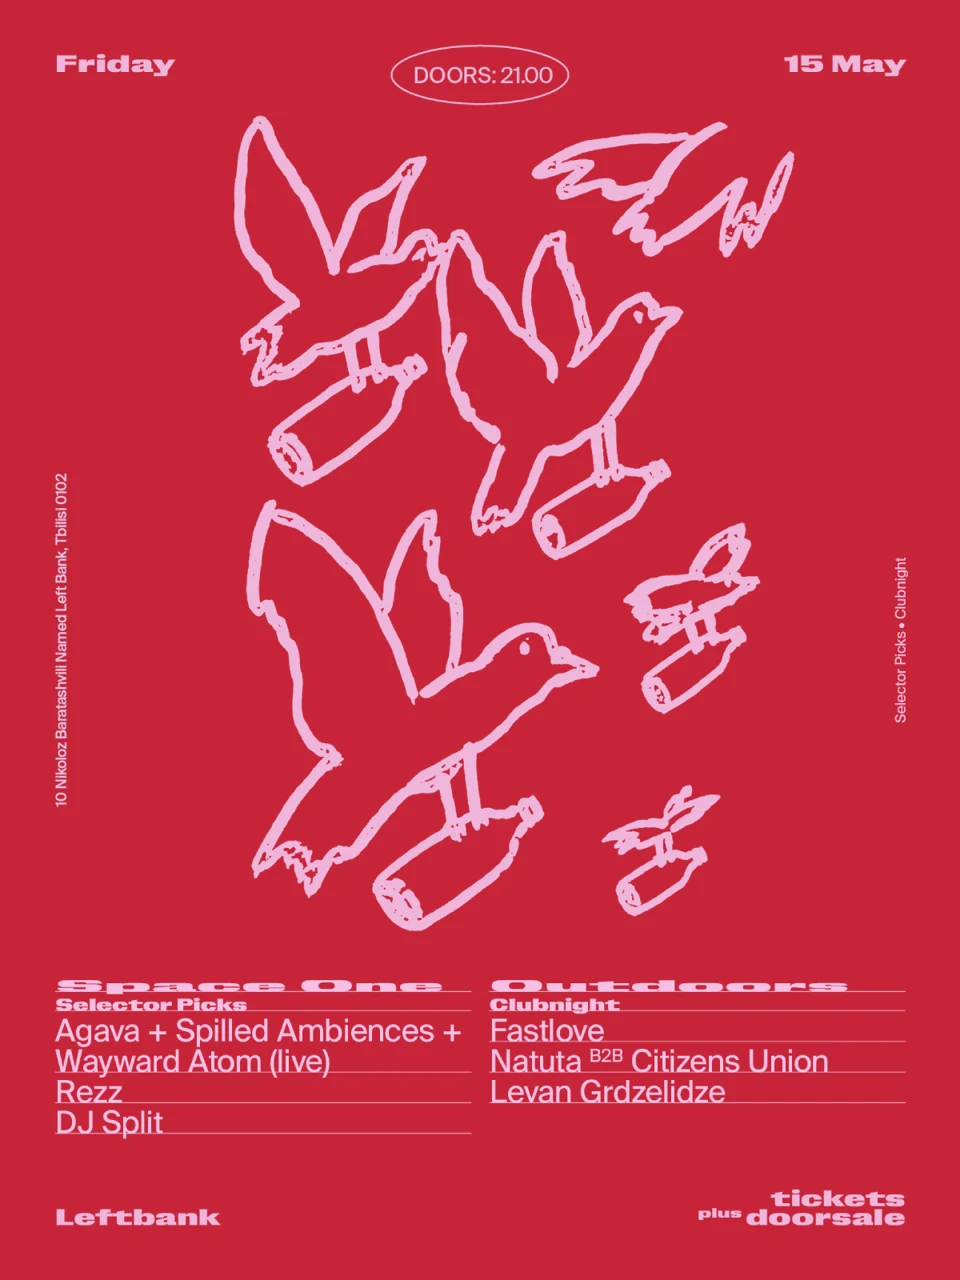 Friday
DOORS: 21.00
15 May
10 Nikoloz Baratashvili Named Left Bank, Tbilisi 0102
Selector Picks • Clubnight
Space One
Selector Picks
Agava + Spilled Ambiences +
Wayward Atom (live)
Rezz
DJ Split
Outdoors
Clubnight
Fastlove
Natuta B2B Citizens Union
Levan Grdzelidze
Leftbank
tickets
plus doorsale